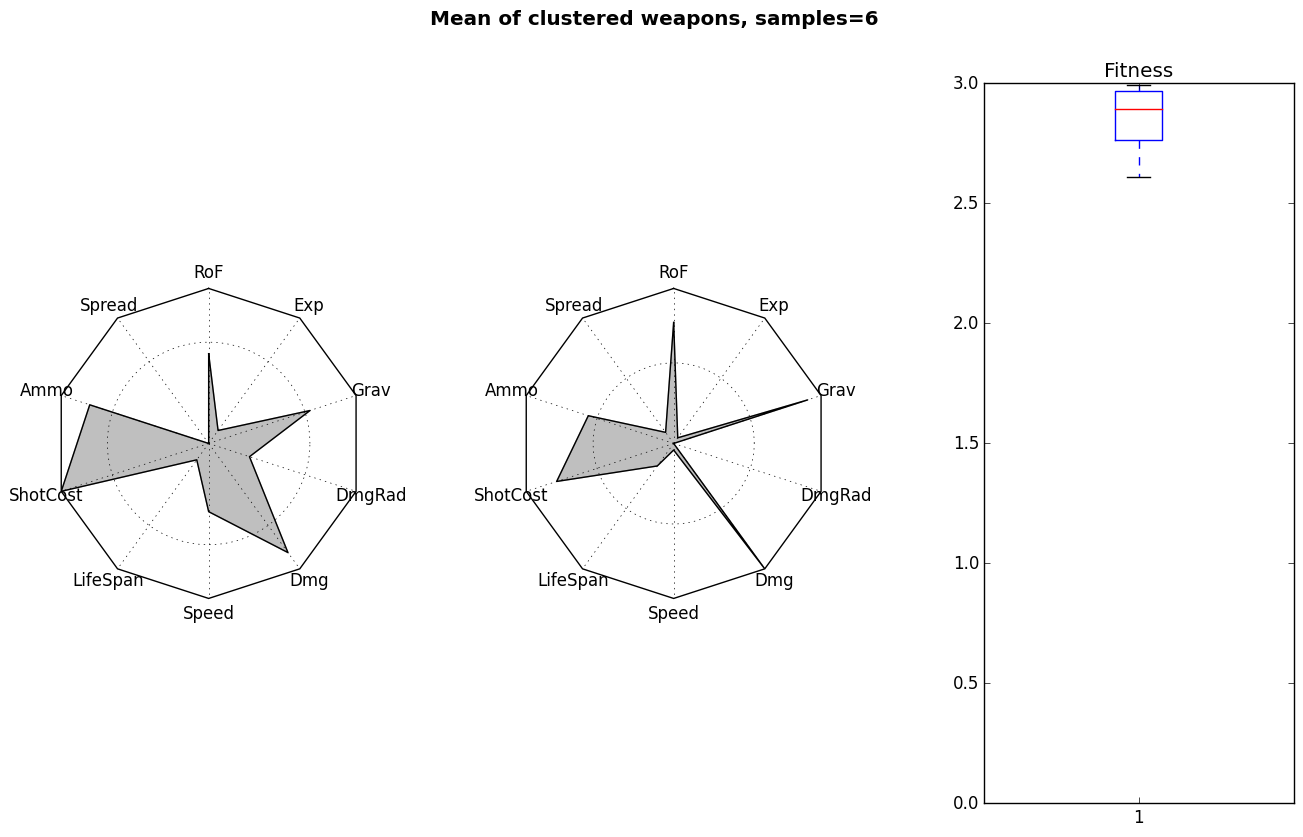 Mean of clustered weapons, samples=6
RoF
Exp
Grav
DmgRad
Dmg
Speed
LifeSpan
ShotCost
Ammo
Spread
RoF
Exp
Grav
DmgRad
Dmg
Speed
LifeSpan
ShotCost
Ammo
Spread
Fitness
3.0
2.5
2.0
1.5
1.0
0.5
0.0
1